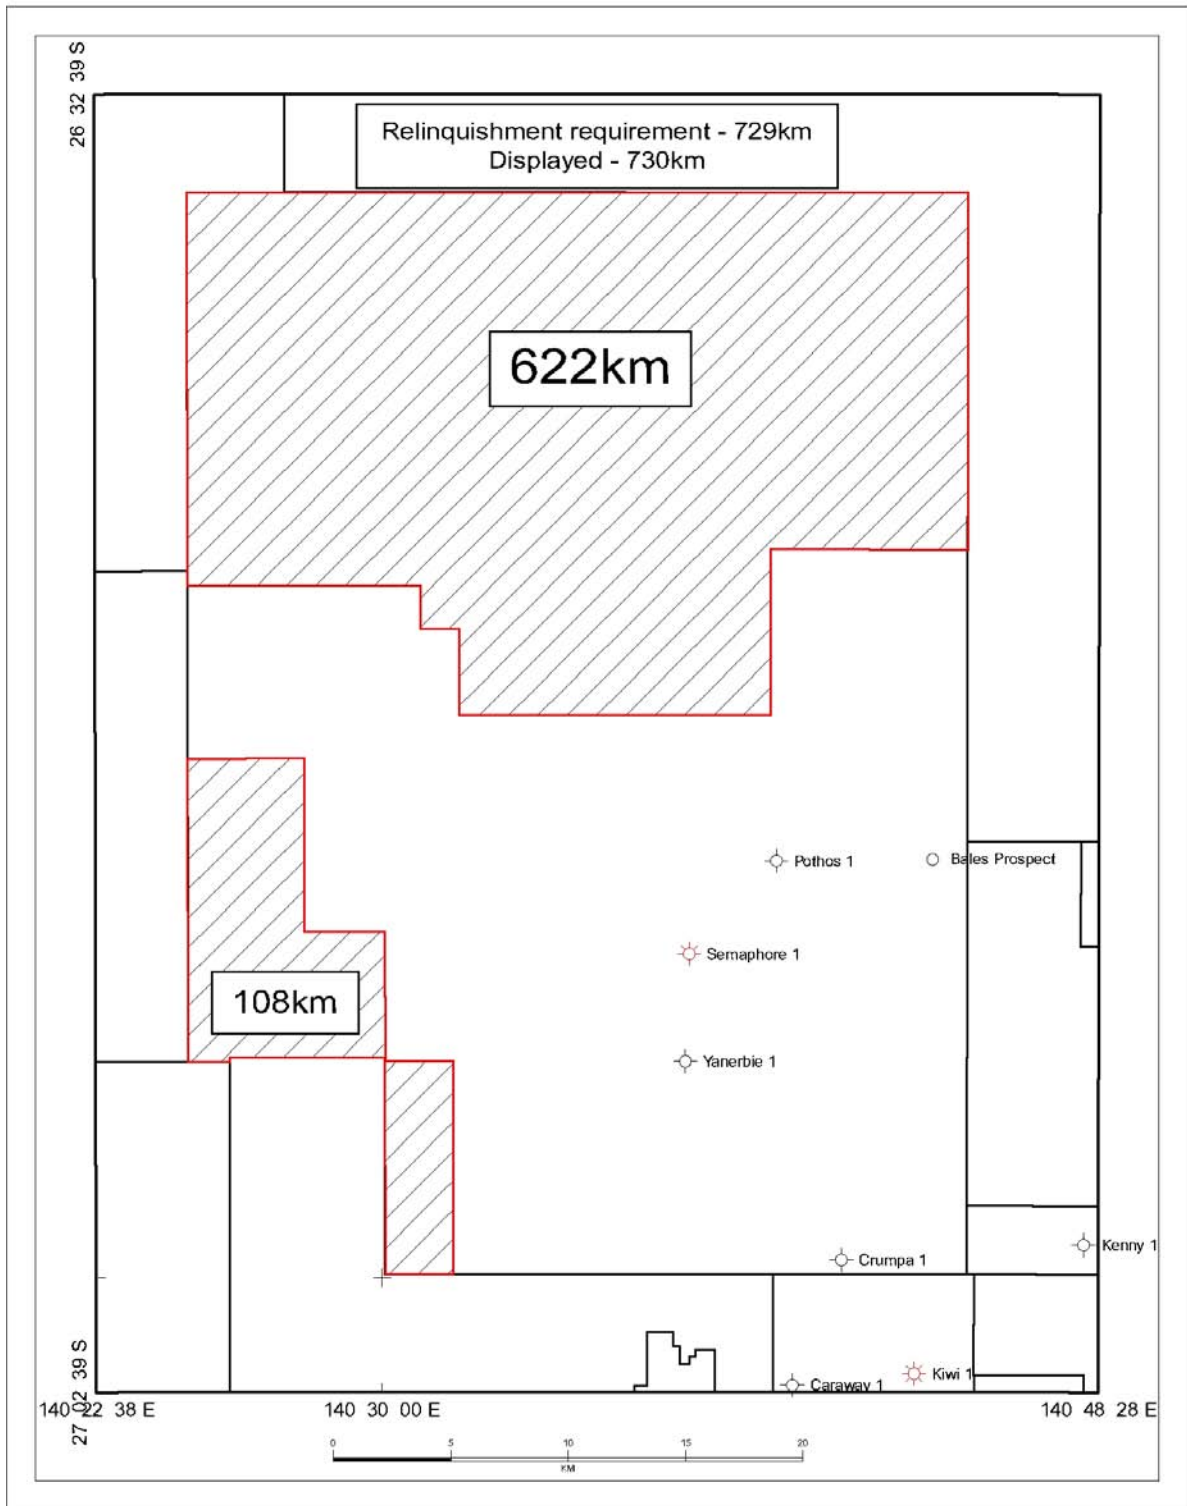 26 32 39 S
Relinquishment requirement - 729km
Displayed - 730km
622km
Pothos 1
Bales Prospect
Semaphore 1
108km
Yanerbie 1
Kenny 1
Crumpa 1
Kiwi 1
Caraway 1
27 02 39 S
140 22 38 E
140 30 00 E
140 48 28 E
0 5 10 15 20
KM